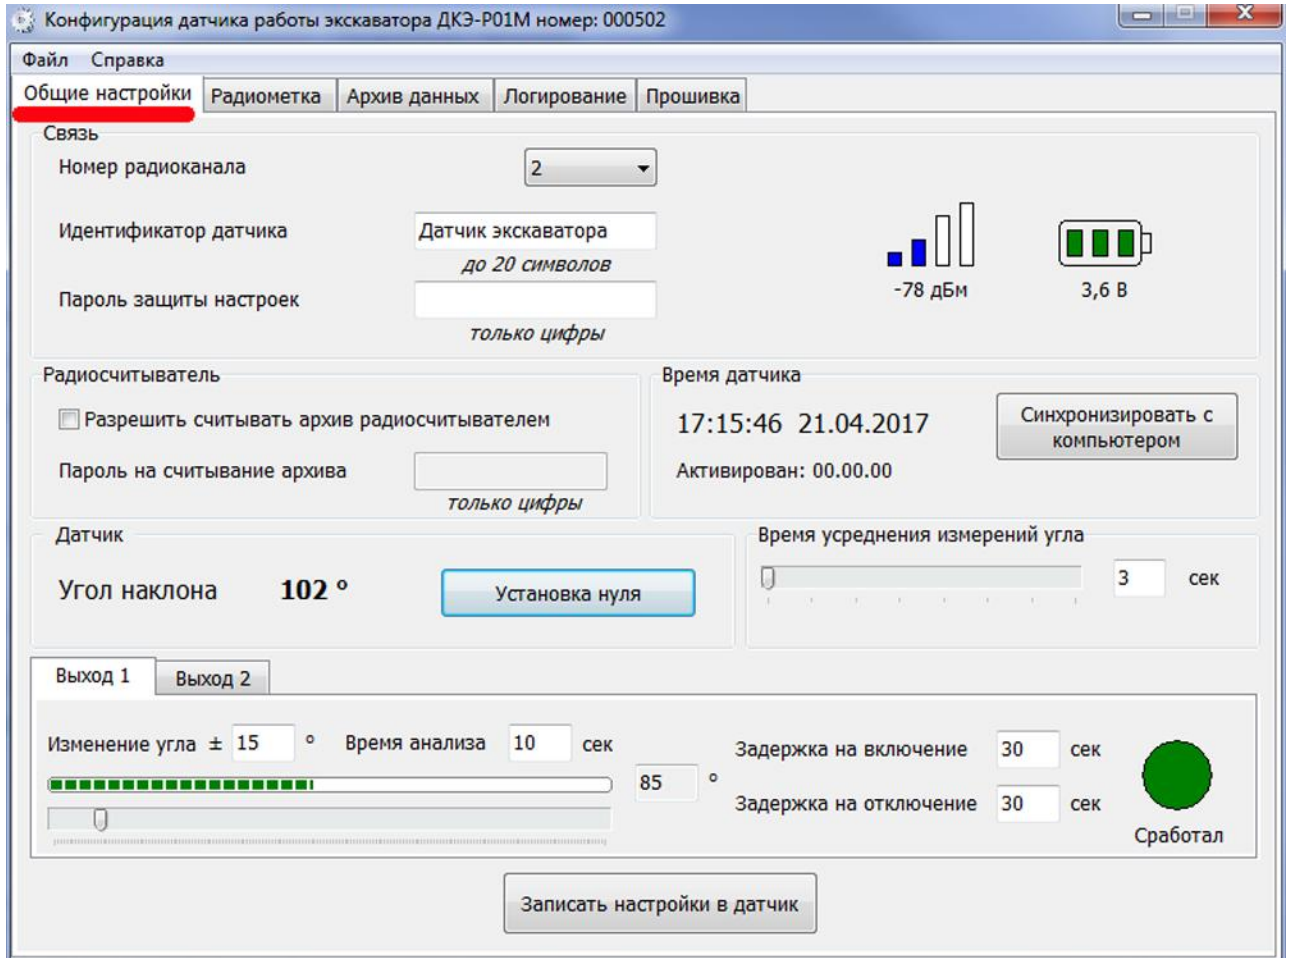 Конфигурация датчика работы экскаватора ДКЭ-Р01М номер: 000502
Файл Справка
Общие настройки Радиометка Архив данных Логирование Прошивка
Связь
Номер радиоканала 2
Идентификатор датчика Датчик экскаватора
до 20 символов
-78 дБм 3,6 В
Пароль защиты настроек
только цифры
Радиосчитыватель
Разрешить считывать архив радиосчитывателем
Пароль на считывание архива
только цифры
Время датчика
17:15:46 21.04.2017
Синхронизировать с
компьютером
Активирован: 00.00.00
Датчик
Угол наклона 102 ° Установка нуля
Время усреднения измерений угла
3 сек
Выход 1 Выход 2
Изменение угла ± 15 ° Время анализа 10 сек
85 °
Задержка на включение 30 сек
Задержка на отключение 30 сек
Сработал
Записать настройки в датчик